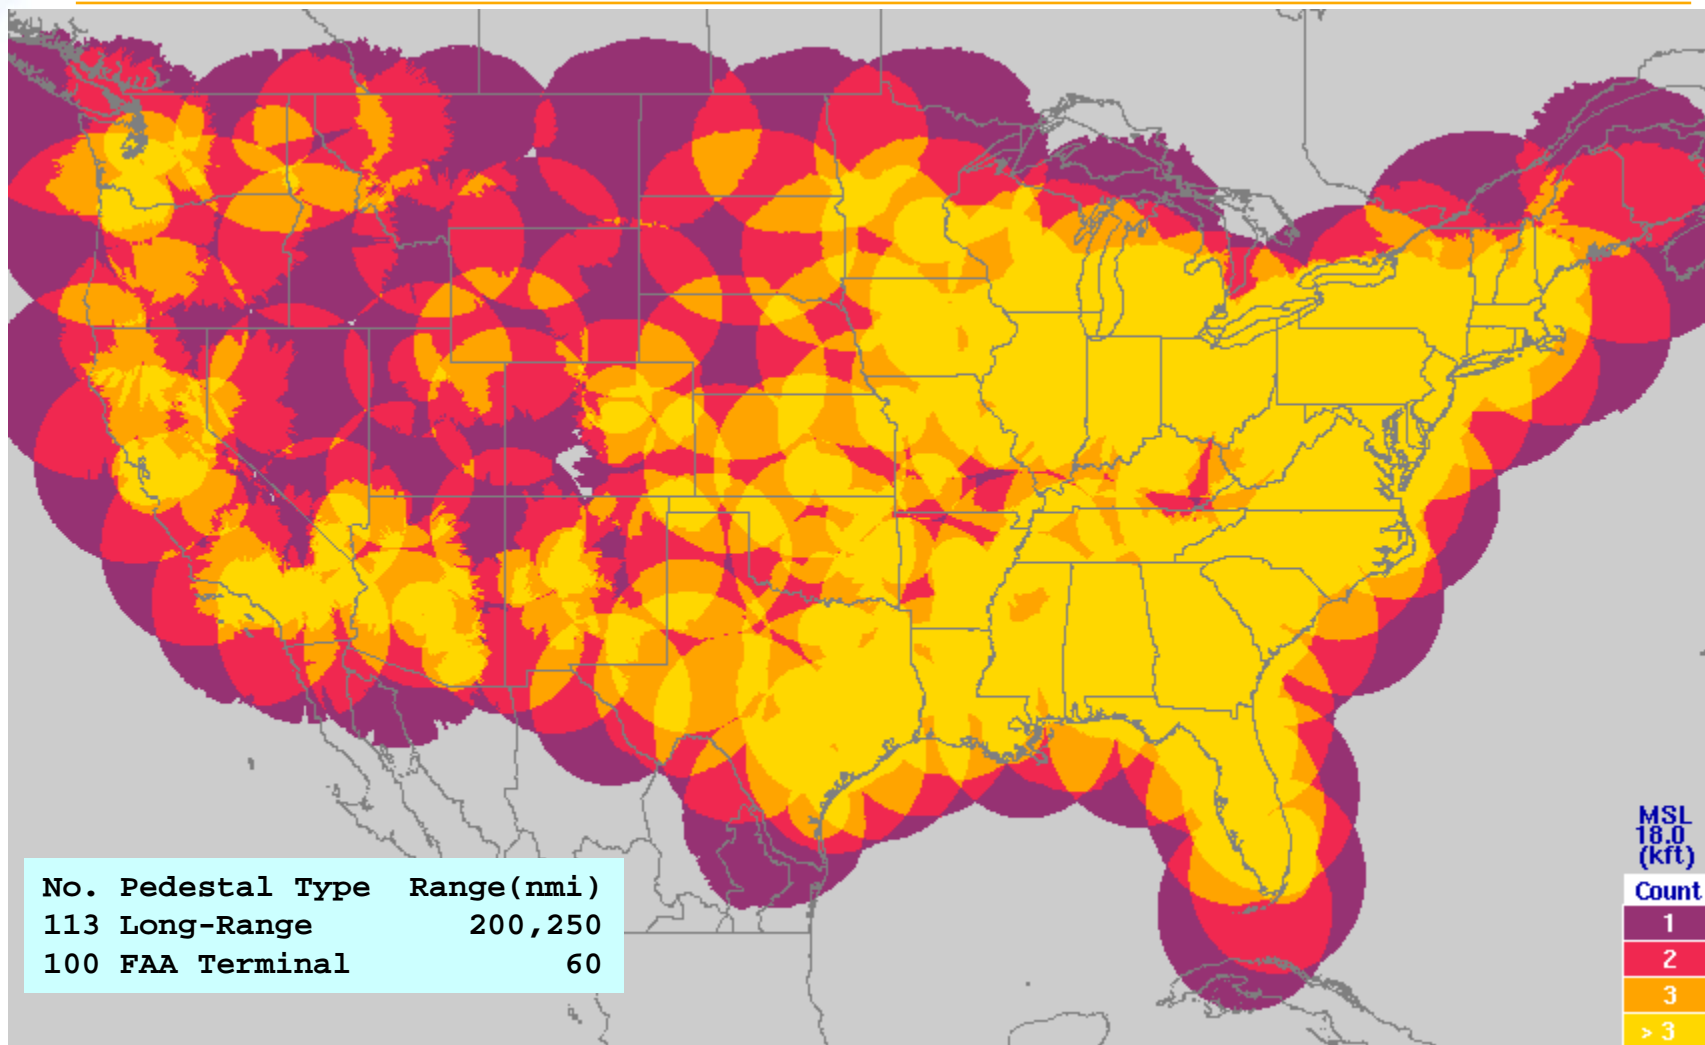 No. Pedestal Type Range(nmi)
113 Long-Range 200,250
100 FAA Terminal 60
MSL
18.0
(kft)
Count
1
2
3
> 3